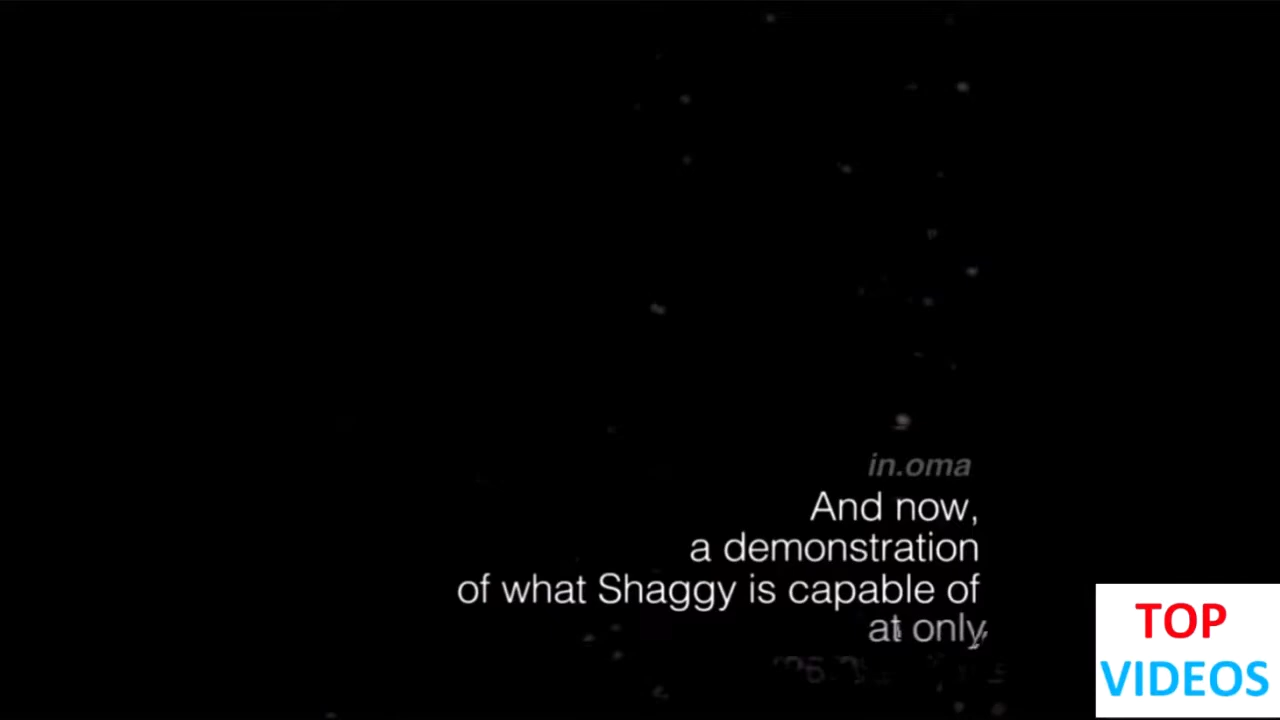 in.oma
And now,
a demonstration
of what Shaggy is capable of
at only
TOP
VIDEOS